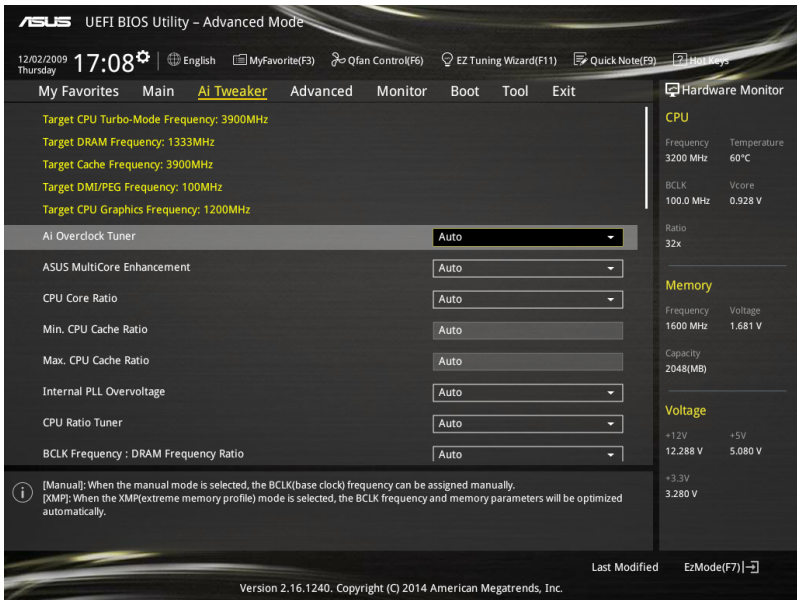 ASUS UEFI BIOS Utility – Advanced Mode
12/02/2009
Thursday
17:08
English MyFavorite(F3) Qfan Control(F6) EZ Tuning Wizard(F11) Quick Note(F9) ? Hot Keys
My Favorites Main Ai Tweaker Advanced Monitor Boot Tool Exit
Target CPU Turbo-Mode Frequency: 3900MHz
Target DRAM Frequency: 1333MHz
Target Cache Frequency: 3900MHz
Target DMI/PEG Frequency: 100MHz
Target CPU Graphics Frequency: 1200MHz
Ai Overclock Tuner Auto
ASUS MultiCore Enhancement Auto
CPU Core Ratio Auto
Min. CPU Cache Ratio Auto
Max. CPU Cache Ratio Auto
Internal PLL Overvoltage Auto
CPU Ratio Tuner Auto
BCLK Frequency : DRAM Frequency Ratio Auto
[Manual]: When the manual mode is selected, the BCLK(base clock) frequency can be assigned manually.
[XMP]: When the XMP(extreme memory profile) mode is selected, the BCLK frequency and memory parameters will be optimized
automatically.
Hardware Monitor
CPU
Frequency Temperature
3200 MHz 60°C
BCLK Vcore
100.0 MHz 0.928 V
Ratio
32x
Memory
Frequency Voltage
1600 MHz 1.681 V
Capacity
2048(MB)
Voltage
+12V +5V
12.288 V 5.080 V
+3.3V
3.280 V
Last Modified EzMode(F7)
Version 2.16.1240. Copyright (C) 2014 American Megatrends, Inc.